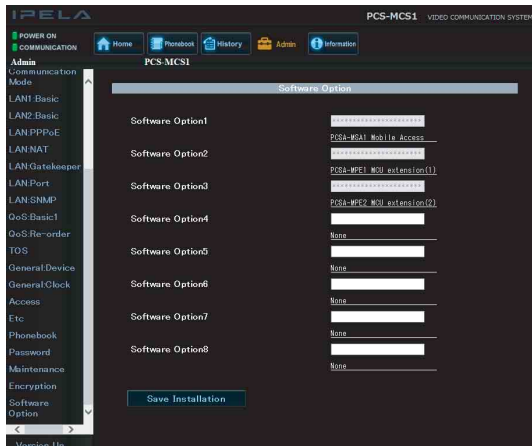 IPELA
PCS-MCS1 VIDEO COMMUNICATION SYSTEM
POWER ON
COMMUNICATION
Home
Phonebook
History
Admin
Information
Admin
PCS-MCS1
Communication
Mode
LAN1:Basic
LAN2:Basic
LAN:PPPoE
LAN:NAT
LAN:Gatekeeper
LAN:Port
LAN:SNMP
QoS:Basic1
QoS:Re-order
TOS
General:Device
General:Clock
Access
Etc
Phonebook
Password
Maintenance
Encryption
Software
Option
Version Up
Software Option
Software Option1
PCSA-MSA1 Mobile Access
Software Option2
PCSA-MPE1 MCU extension(1)
Software Option3
PCSA-MPE2 MCU extension(2)
Software Option4
None
Software Option5
None
Software Option6
None
Software Option7
None
Software Option8
None
Save Installation